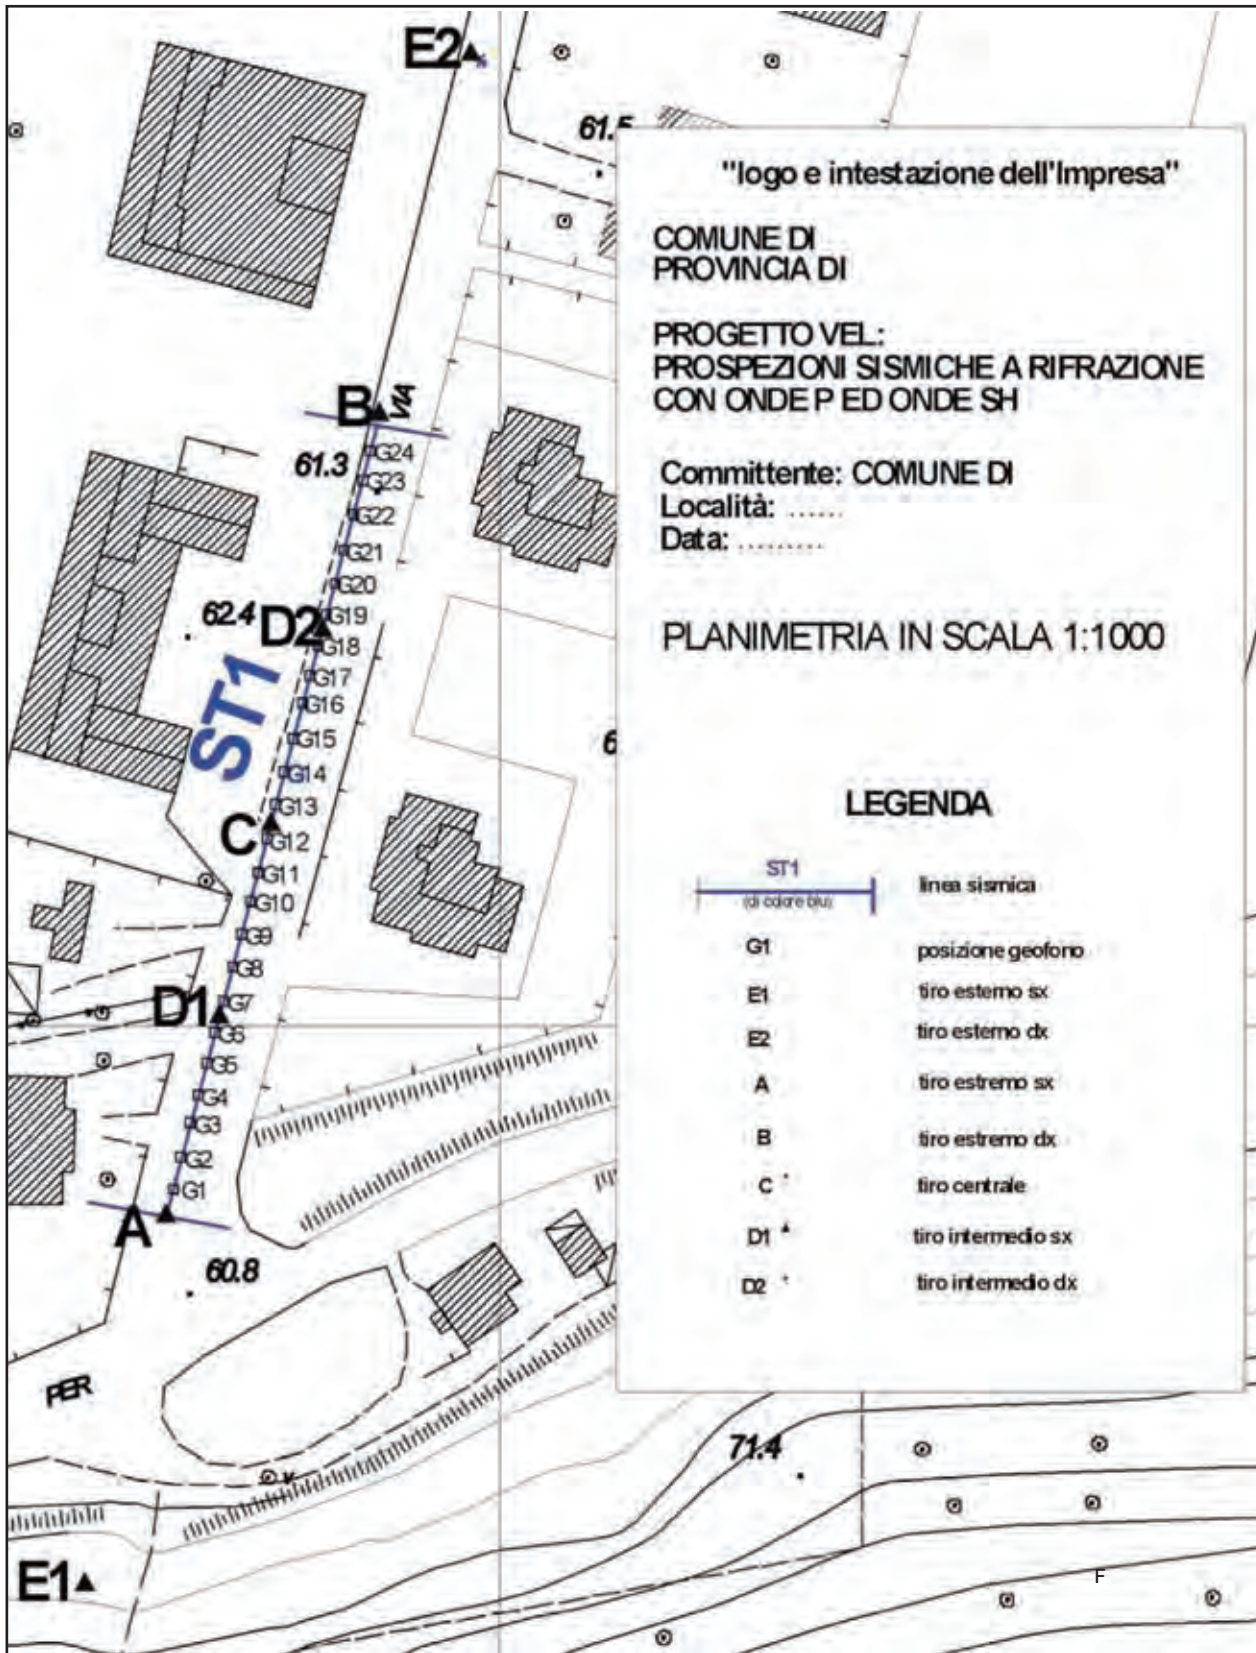 E2
61.5
"logo e intestazione dell'Impresa"
COMUNE DI
PROVINCIA DI
PROGETTO VEL:
PROSPEZIONI SISMICHE A RIFRAZIONE
CON ONDE P ED ONDE SH
Committente: COMUNE DI
Località: ......
Data: .........
PLANIMETRIA IN SCALA 1:1000
LEGENDA
ST1
(di colore blu)
linea sismica
G1 posizione geofono
E1 tiro esterno sx
E2 tiro esterno dx
A tiro estremo sx
B tiro estremo dx
C tiro centrale
D1 tiro intermedio sx
D2 tiro intermedio dx
B
VIA
61.3
G24
G23
G22
G21
G20
62.4
G19
D2
G18
G17
G16
ST1
G15
G14
G13
C
G12
G11
G10
G9
G8
G7
D1
G6
G5
G4
G3
G2
G1
A
60.8
PER
71.4
E1
F